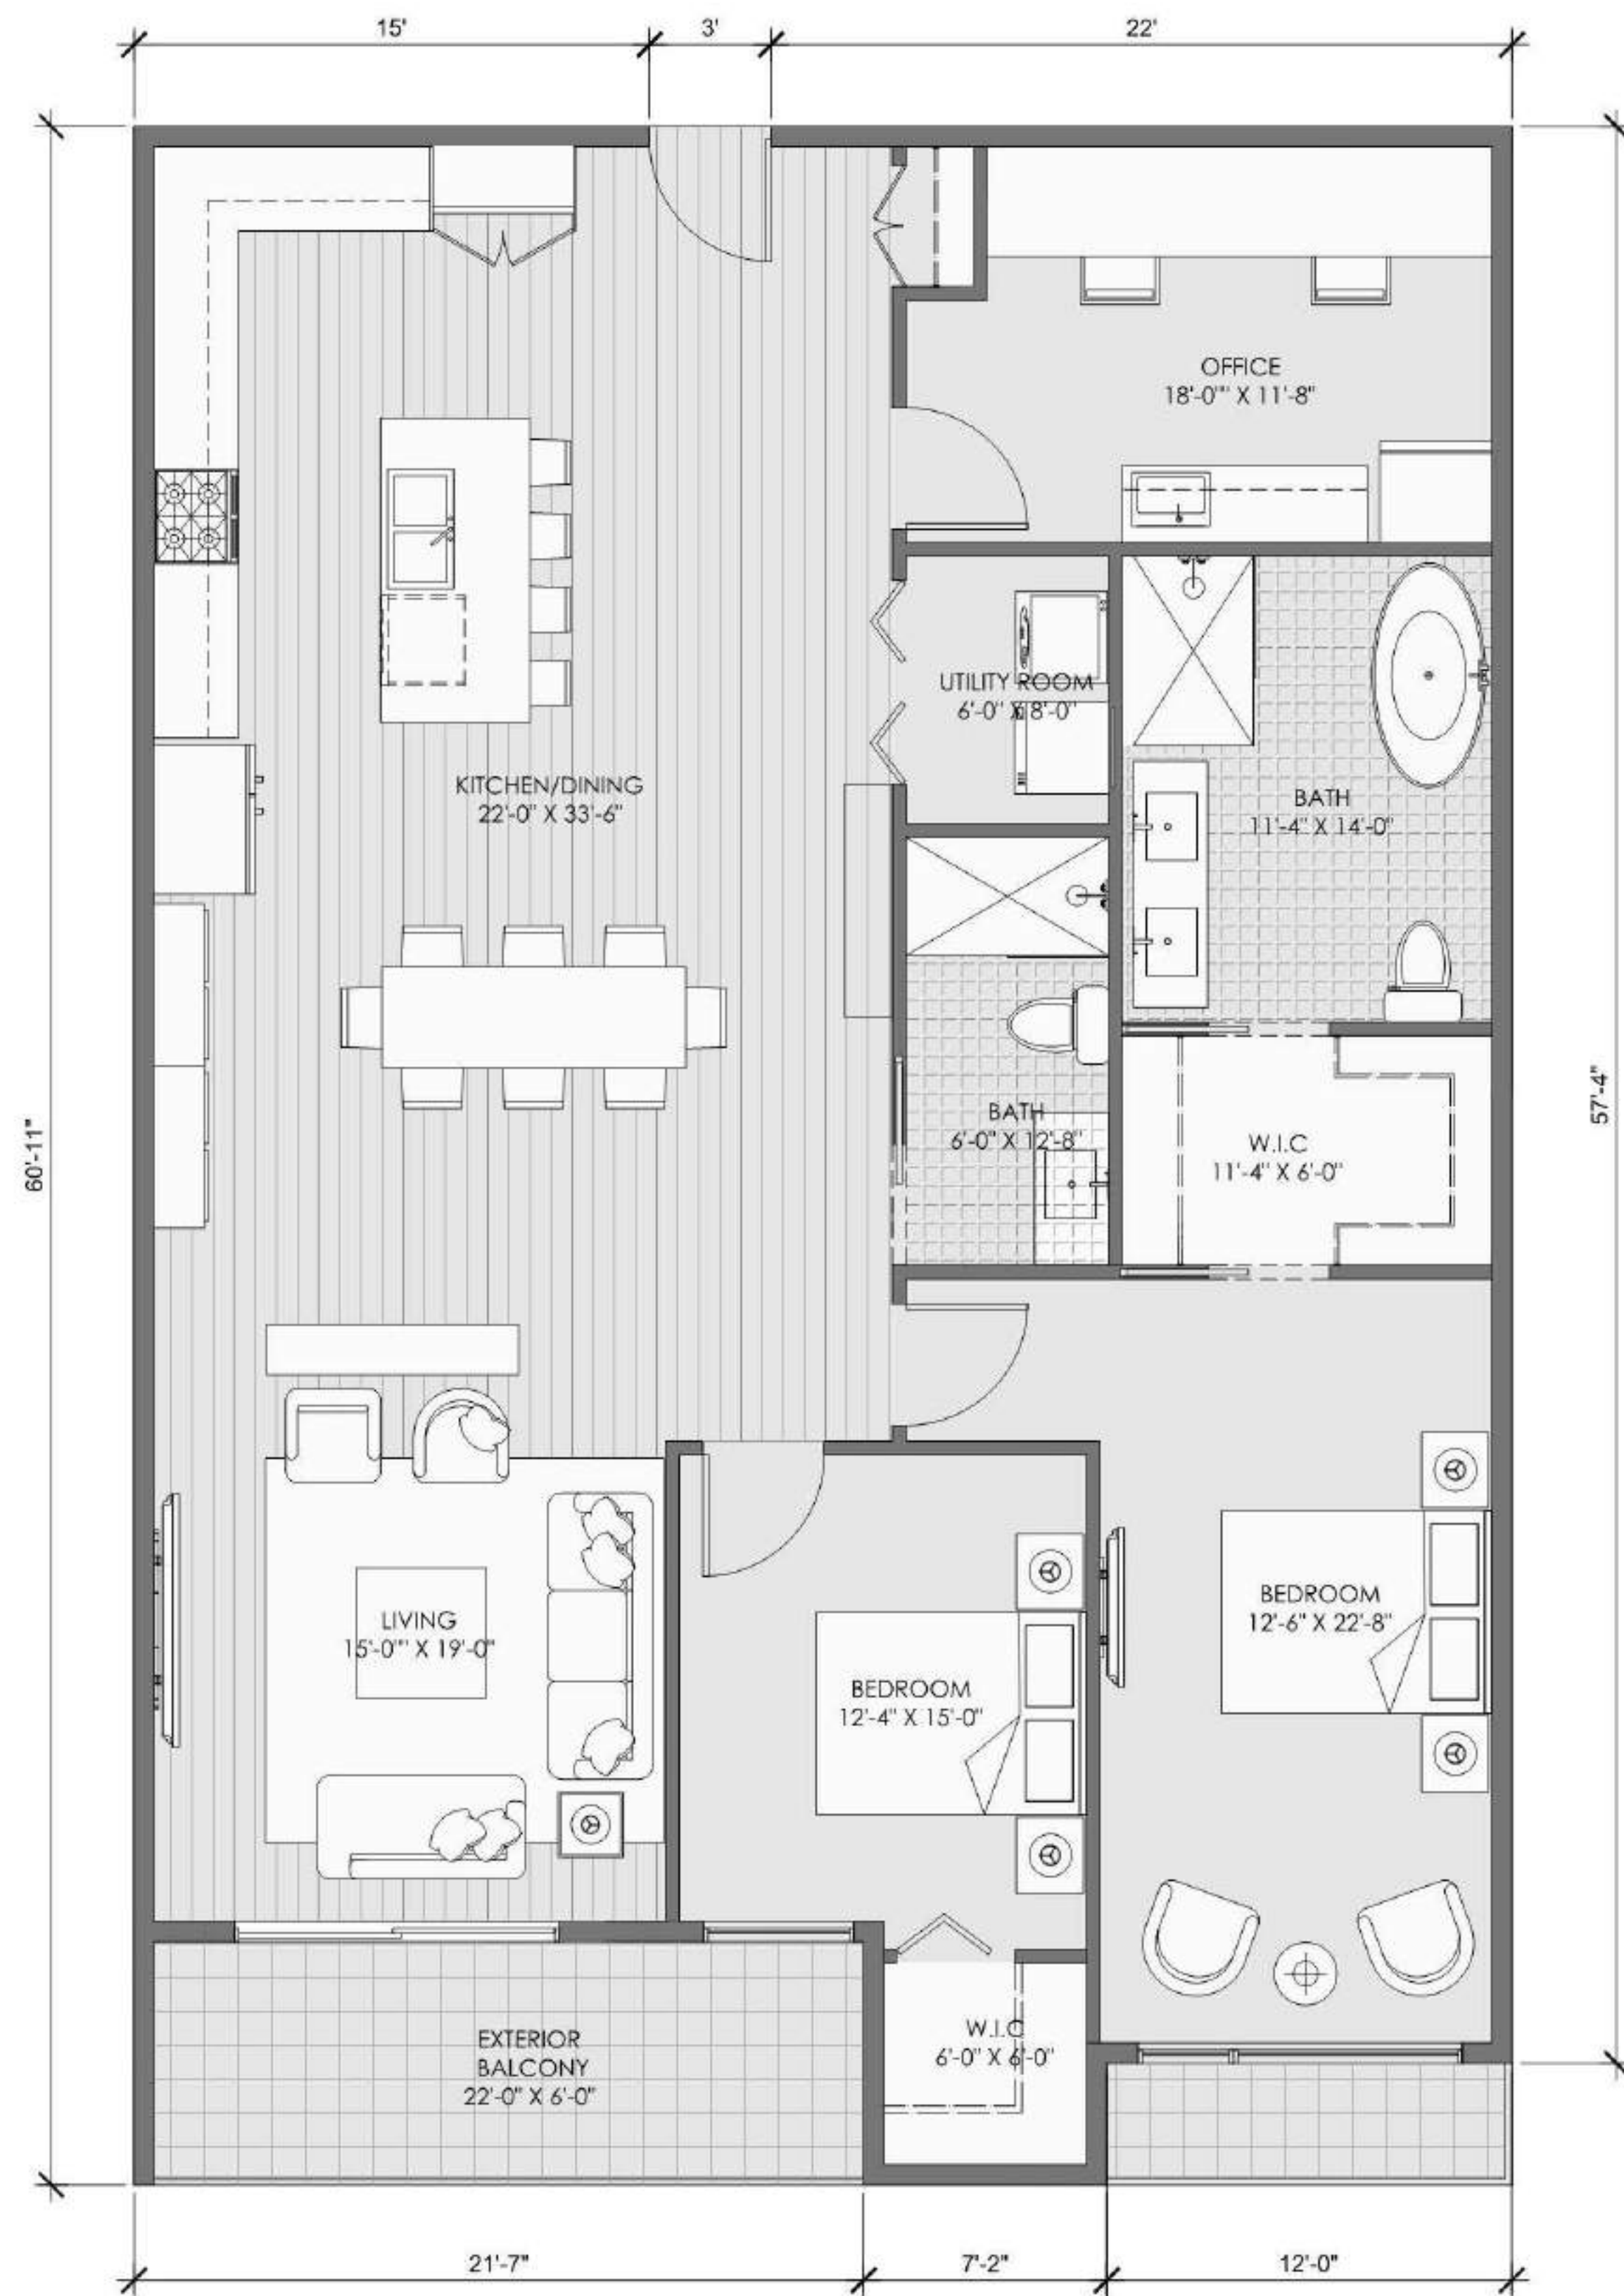 15'
3'
22'
OFFICE
18'-0'" X 11'-8"
UTILITY ROOM
6'-0" X 8'-0"
KITCHEN/DINING
22'-0" X 33'-6"
BATH
11'-4" X 14'-0"
BATH
6'-0" X 12'-8"
W.I.C
11'-4" X 6'-0"
60'-11"
57'-4"
LIVING
15'-0'" X 19'-0"
BEDROOM
12'-4" X 15'-0"
BEDROOM
12'-6" X 22'-8"
EXTERIOR
BALCONY
22'-0" X 6'-0"
W.I.C
6'-0" X 6'-0"
21'-7"
7'-2"
12'-0"